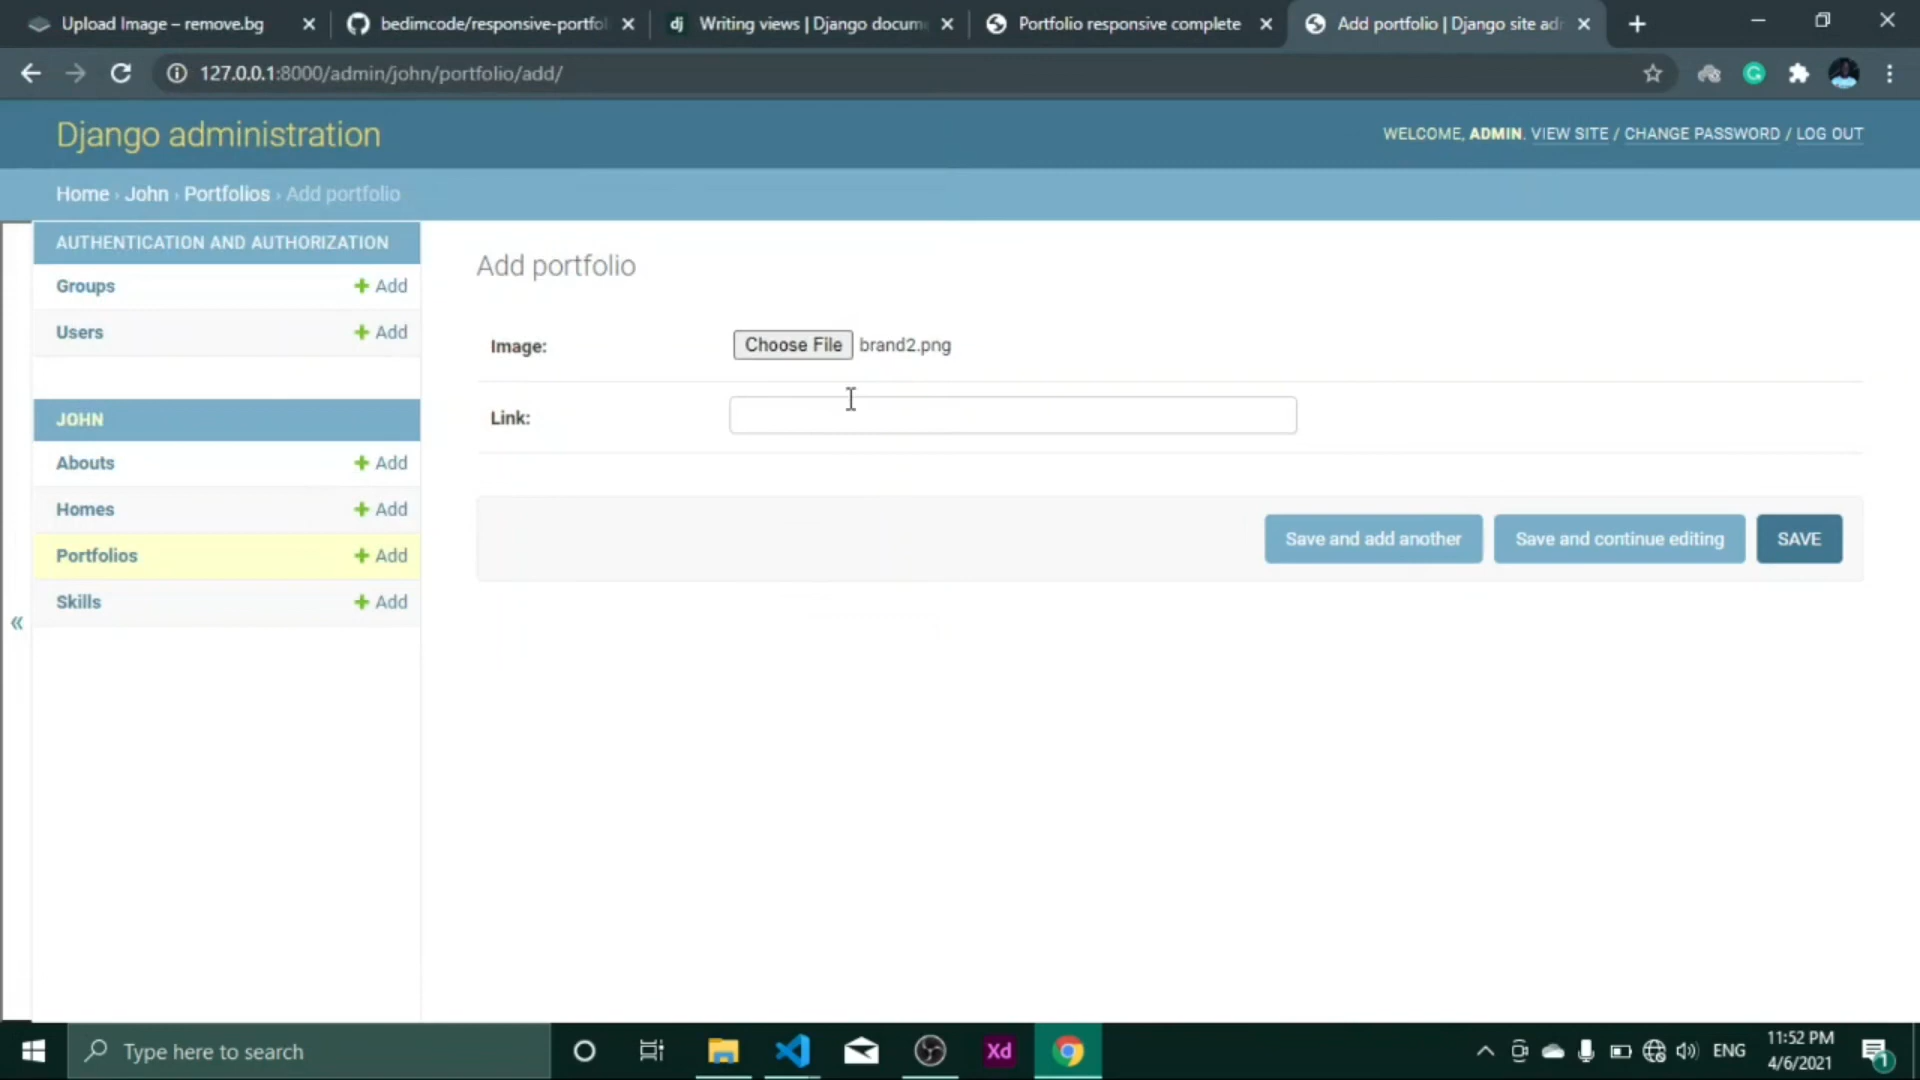 Upload Image – remove.bg
bedimcode/responsive-portfol
dj Writing views | Django docum
Portfolio responsive complete
Add portfolio | Django site ad
127.0.0.1:8000/admin/john/portfolio/add/
Django administration
WELCOME, ADMIN. VIEW SITE / CHANGE PASSWORD / LOG OUT
Home › John › Portfolios › Add portfolio
AUTHENTICATION AND AUTHORIZATION
Groups + Add
Users + Add
JOHN
Abouts + Add
Homes + Add
Portfolios + Add
Skills + Add
«
Add portfolio
Image: Choose File brand2.png
Link:
Save and add another
Save and continue editing
SAVE
Type here to search
Xd
ENG
11:52 PM
4/6/2021
1